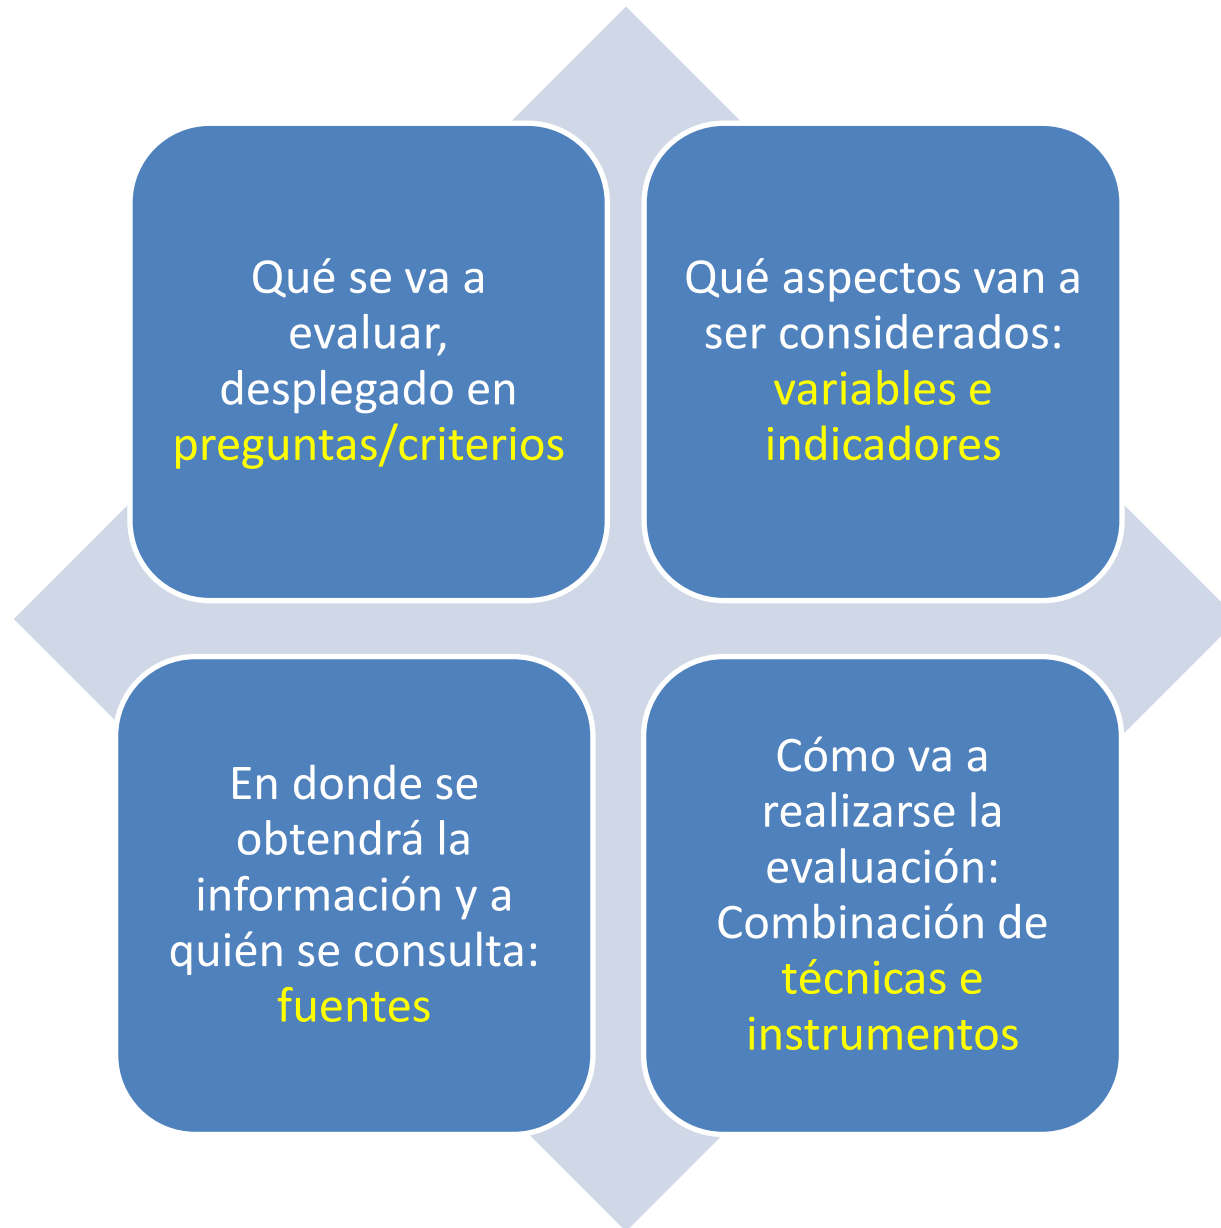 Qué se va a
evaluar,
desplegado en
preguntas/criterios
Qué aspectos van a
ser considerados:
variables e
indicadores
En donde se
obtendrá la
información y a
quién se consulta:
fuentes
Cómo va a
realizarse la
evaluación:
Combinación de
técnicas e
instrumentos